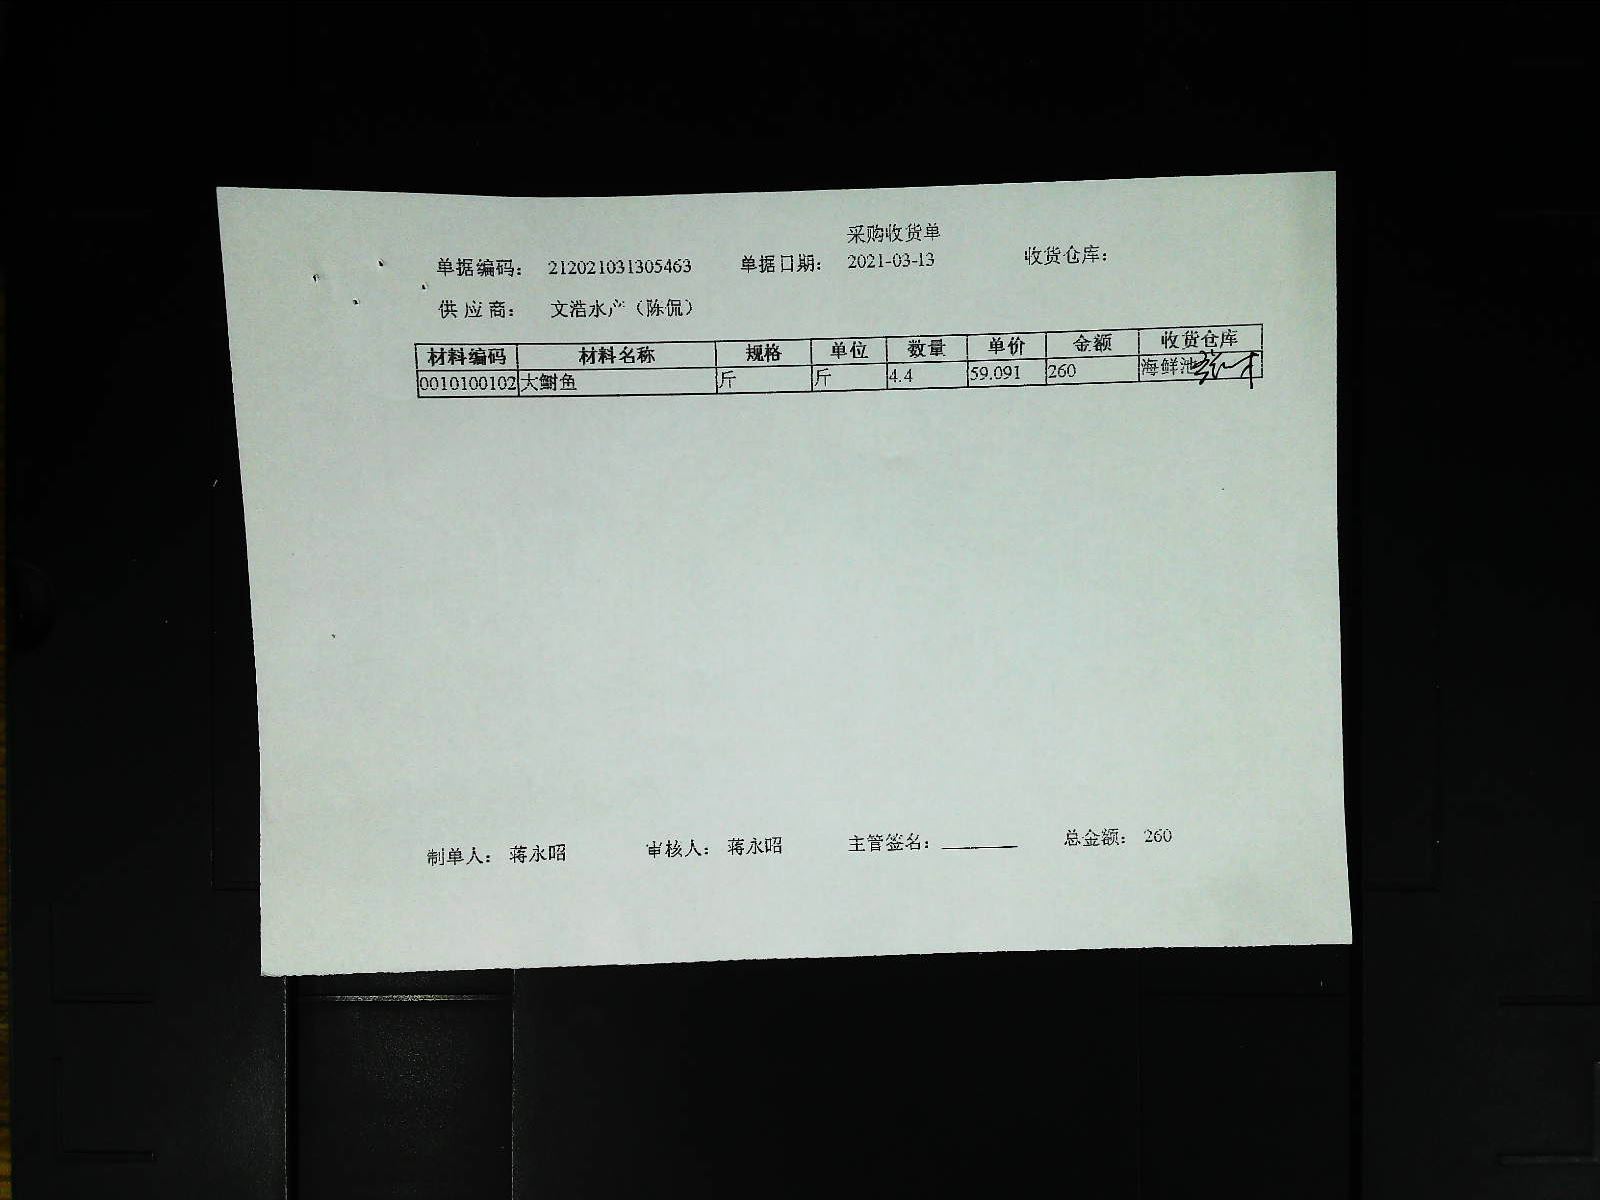 采购收货单
单据编码： 212021031305463 单据日期： 2021-03-13 收货仓库：
供 应 商： 文浩水产（陈侃）
材料编码 材料名称 规格 单位 数量 单价 金额 收货仓库
0010100102 大鲥鱼 斤 斤 4.4 59.091 260 海鲜池
制单人： 蒋永昭 审核人： 蒋永昭 主管签名： 总金额： 260